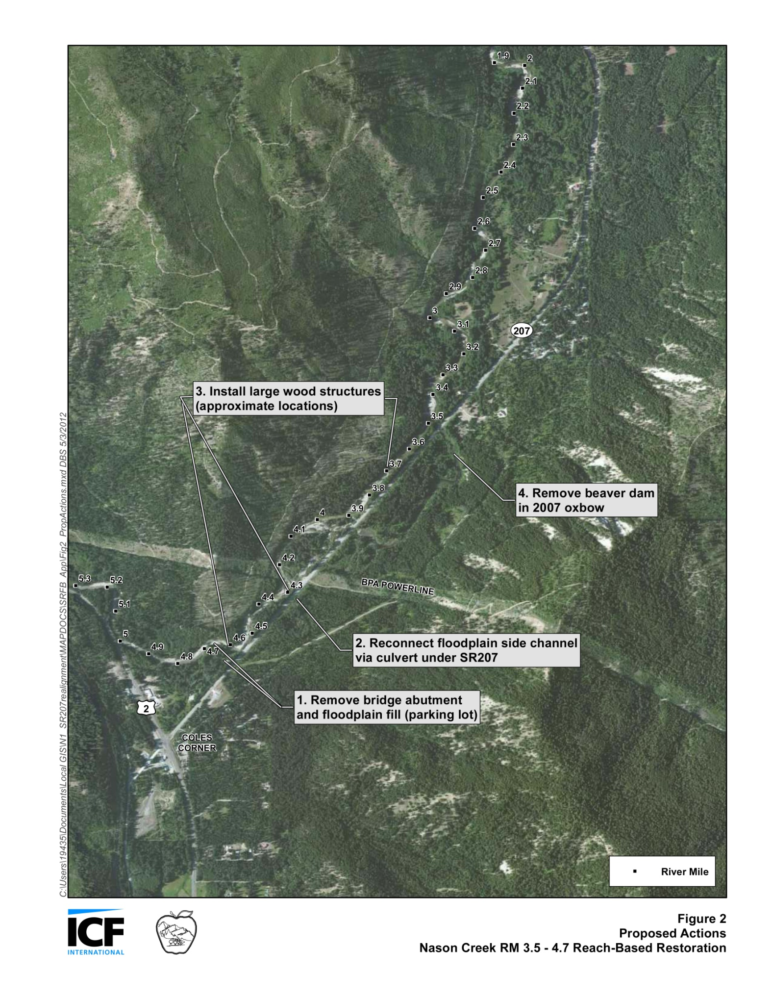 1.9
2
2.1
2.2
2.3
2.4
2.5
2.6
2.7
2.8
2.9
3
3.1
207
3.2
3.3
3. Install large wood structures
(approximate locations)
3.4
3.5
3.6
3.7
3.8
4. Remove beaver dam
in 2007 oxbow
3.9
4
4.1
4.2
5.3
5.2
4.3
BPA POWERLINE
4.4
5.1
4.5
5
4.6
4.9
4.7
4.8
2. Reconnect floodplain side channel
via culvert under SR207
1. Remove bridge abutment
and floodplain fill (parking lot)
2
COLES
CORNER
River Mile
C:\Users\19435\Documents\Local GIS\N1_SR207realignment\MAPDOCS\SRFB_App\Fig2_PropActions.mxd DBS 5/3/2012
ICF
INTERNATIONAL
Figure 2
Proposed Actions
Nason Creek RM 3.5 - 4.7 Reach-Based Restoration